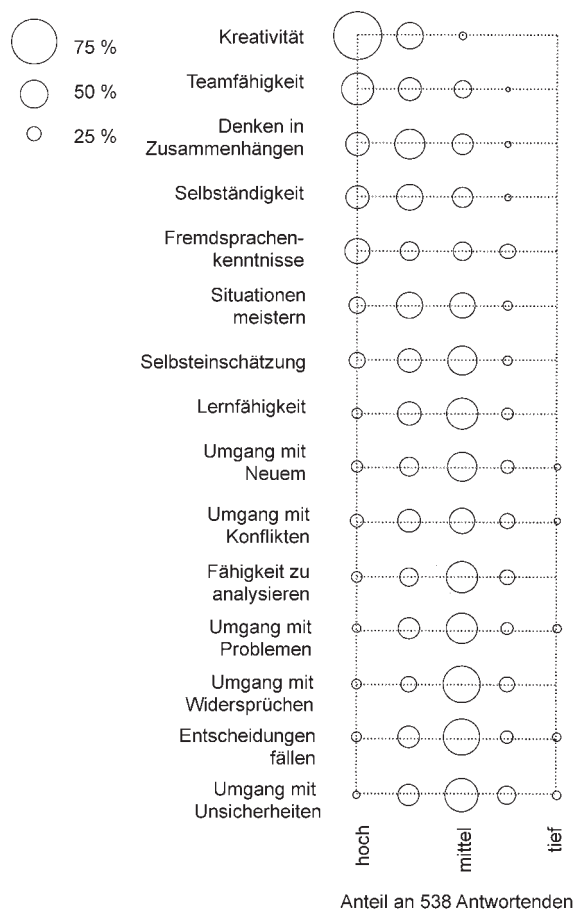 75 %
50 %
25 %
Kreativität
Teamfähigkeit
Denken in
Zusammenhängen
Selbständigkeit
Fremdsprachen-
kenntnisse
Situationen
meistern
Selbsteinschätzung
Lernfähigkeit
Umgang mit
Neuem
Umgang mit
Konflikten
Fähigkeit zu
analysieren
Umgang mit
Problemen
Umgang mit
Widersprüchen
Entscheidungen
fällen
Umgang mit
Unsicherheiten
hoch
mittel
tief
Anteil an 538 Antwortenden